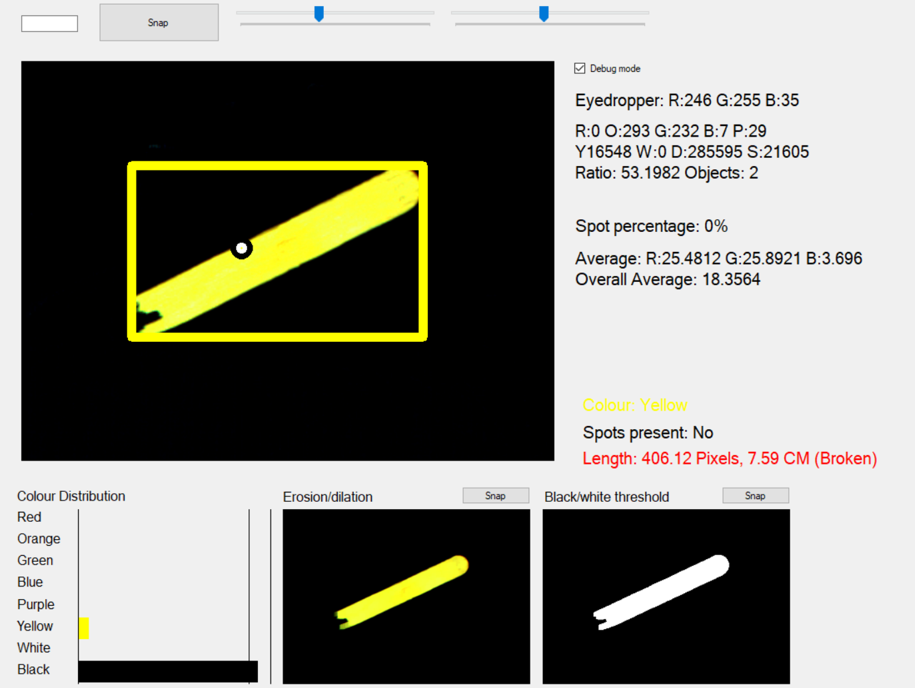 Snap
Debug mode
Eyedropper: R:246 G:255 B:35
R:0 O:293 G:232 B:7 P:29
Y16548 W:0 D:285595 S:21605
Ratio: 53.1982 Objects: 2
Spot percentage: 0%
Average: R:25.4812 G:25.8921 B:3.696
Overall Average: 18.3564
Colour: Yellow
Spots present: No
Length: 406.12 Pixels, 7.59 CM (Broken)
Colour Distribution
Red
Orange
Green
Blue
Purple
Yellow
White
Black
Erosion/dilation
Snap
Black/white threshold
Snap